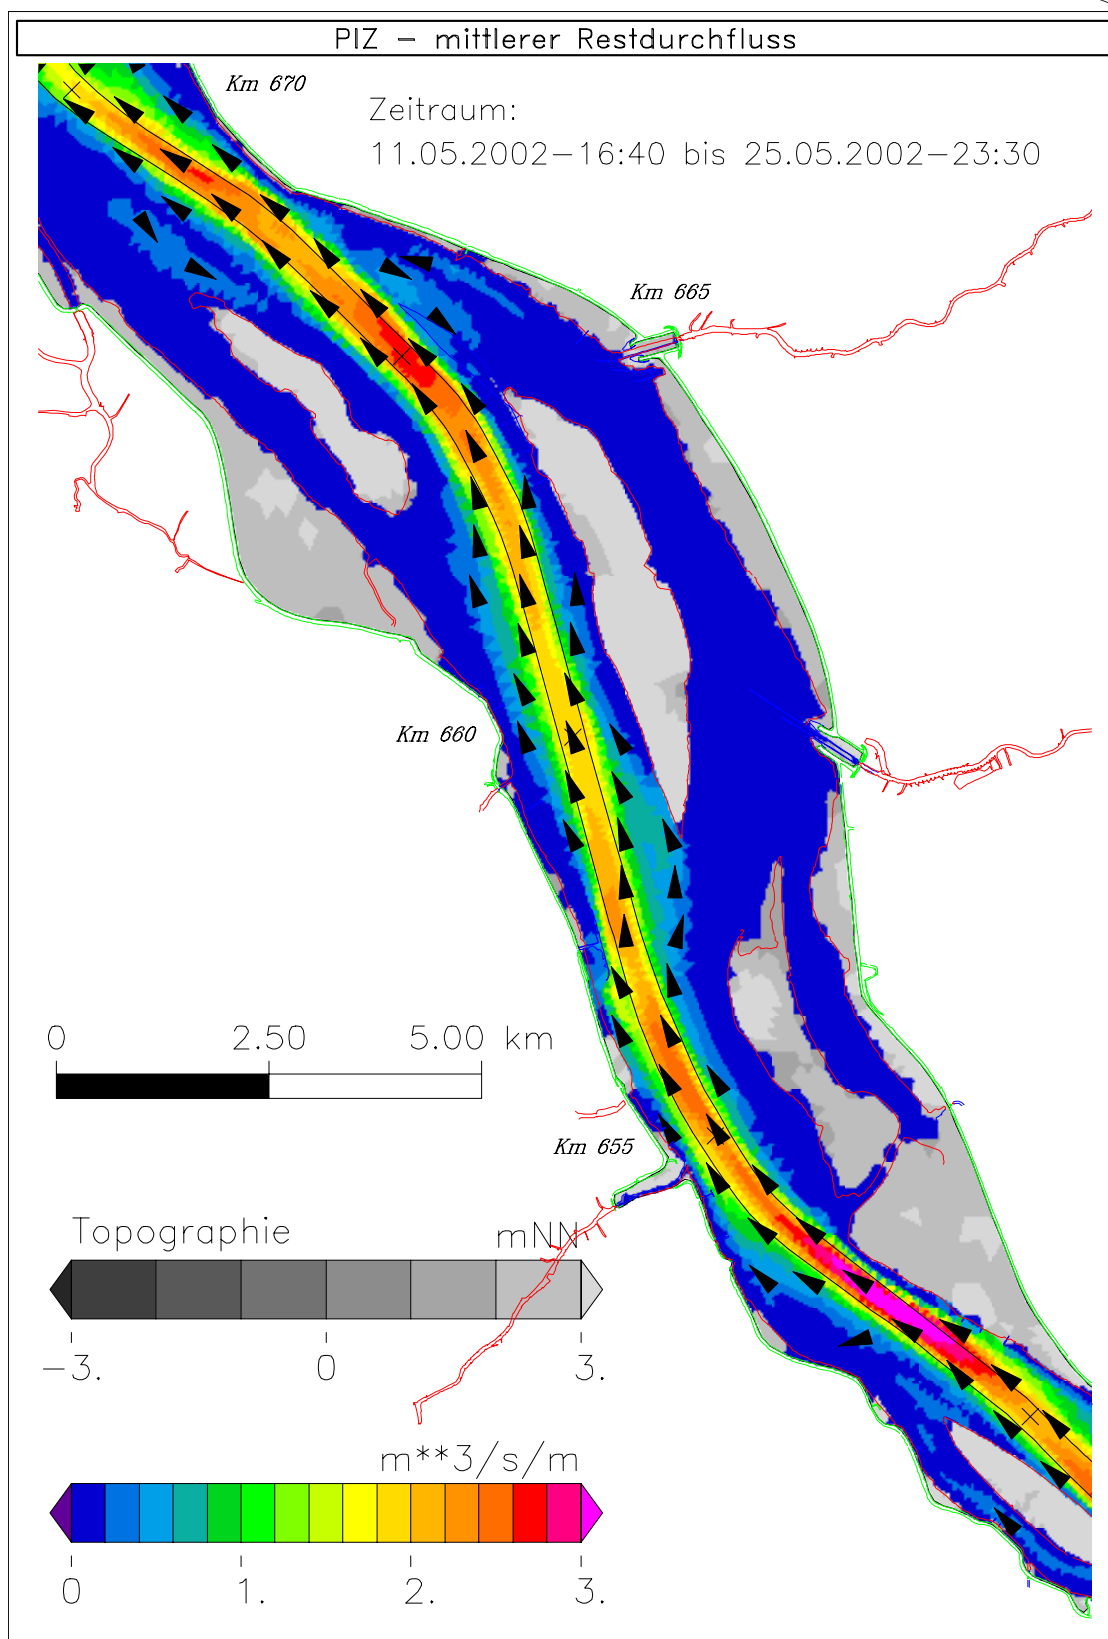 PIZ – mittlerer Restdurchfluss
Km 670
Zeitraum:
11.05.2002–16:40 bis 25.05.2002–23:30
Km 665
Km 660
0 2.50 5.00 km
Km 655
Topographie mNN
–3. 0 3.
m**3/s/m
0 1. 2. 3.